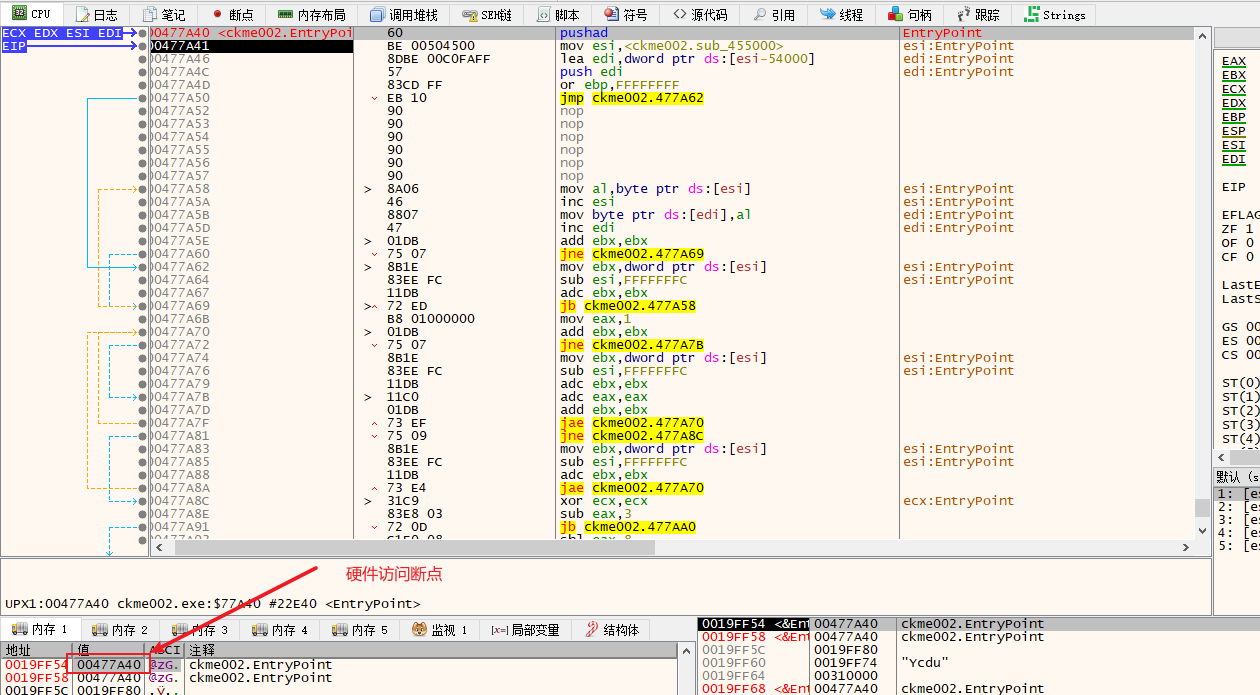 CPU 日志 笔记 断点 内存布局 调用堆栈 SEH链 脚本 符号 源代码 引用 线程 句柄 跟踪 Strings
ECX EDX ESI EDI 00477A40 <ckme002.EntryPoi 60 pushad EntryPoint
EIP 00477A41 BE 00504500 mov esi,<ckme002.sub_455000> esi:EntryPoint
00477A46 8DBE 00C0FAFF lea edi,dword ptr ds:[esi-54000] edi:EntryPoint
00477A4C 57 push edi edi:EntryPoint
00477A4D 83CD FF or ebp,FFFFFFFF
00477A50 EB 10 jmp ckme002.477A62
00477A52 90 nop
00477A53 90 nop
00477A54 90 nop
00477A55 90 nop
00477A56 90 nop
00477A57 90 nop
00477A58 > 8A06 mov al,byte ptr ds:[esi] esi:EntryPoint
00477A5A 46 inc esi esi:EntryPoint
00477A5B 8807 mov byte ptr ds:[edi],al edi:EntryPoint
00477A5D 47 inc edi edi:EntryPoint
00477A5E > 01DB add ebx,ebx
00477A60 75 07 jne ckme002.477A69
00477A62 > 8B1E mov ebx,dword ptr ds:[esi] esi:EntryPoint
00477A64 83EE FC sub esi,FFFFFFFC esi:EntryPoint
00477A67 11DB adc ebx,ebx
00477A69 > 72 ED jb ckme002.477A58
00477A6B B8 01000000 mov eax,1
00477A70 > 01DB add ebx,ebx
00477A72 75 07 jne ckme002.477A7B
00477A74 8B1E mov ebx,dword ptr ds:[esi] esi:EntryPoint
00477A76 83EE FC sub esi,FFFFFFFC esi:EntryPoint
00477A79 11DB adc ebx,ebx
00477A7B > 11C0 adc eax,eax
00477A7D 01DB add ebx,ebx
00477A7F 73 EF jae ckme002.477A70
00477A81 75 09 jne ckme002.477A8C
00477A83 8B1E mov ebx,dword ptr ds:[esi] esi:EntryPoint
00477A85 83EE FC sub esi,FFFFFFFC esi:EntryPoint
00477A88 11DB adc ebx,ebx
00477A8A 73 E4 jae ckme002.477A70
00477A8C > 31C9 xor ecx,ecx ecx:EntryPoint
00477A8E 83E8 03 sub eax,3
00477A91 72 0D jb ckme002.477AA0
EAX
EBX
ECX
EDX
EBP
ESP
ESI
EDI
EIP
EFLAG
ZF 1
OF 0
CF 0
LastE
LastS
GS 00
ES 00
CS 00
ST(0)
ST(1)
ST(2)
ST(3)
ST(4)
默认 (s
1: [es
2: [es
3: [es
4: [es
5: [es
硬件访问断点
UPX1:00477A40 ckme002.exe:$77A40 #22E40 <EntryPoint>
内存 1 内存 2 内存 3 内存 4 内存 5 监视 1 [x=]局部变量 结构体
地址 值 ASCI 注释
0019FF54 00477A40 @zG. ckme002.EntryPoint
0019FF58 00477A40 @zG. ckme002.EntryPoint
0019FF5C 0019FF80 .ÿ..
0019FF54 <&Ent 00477A40 ckme002.EntryPoint
0019FF58 <&Ent 00477A40 ckme002.EntryPoint
0019FF5C 0019FF80
0019FF60 0019FF74 "Ycdu"
0019FF64 00310000
0019FF68 <&Ent 00477A40 ckme002.EntryPoint